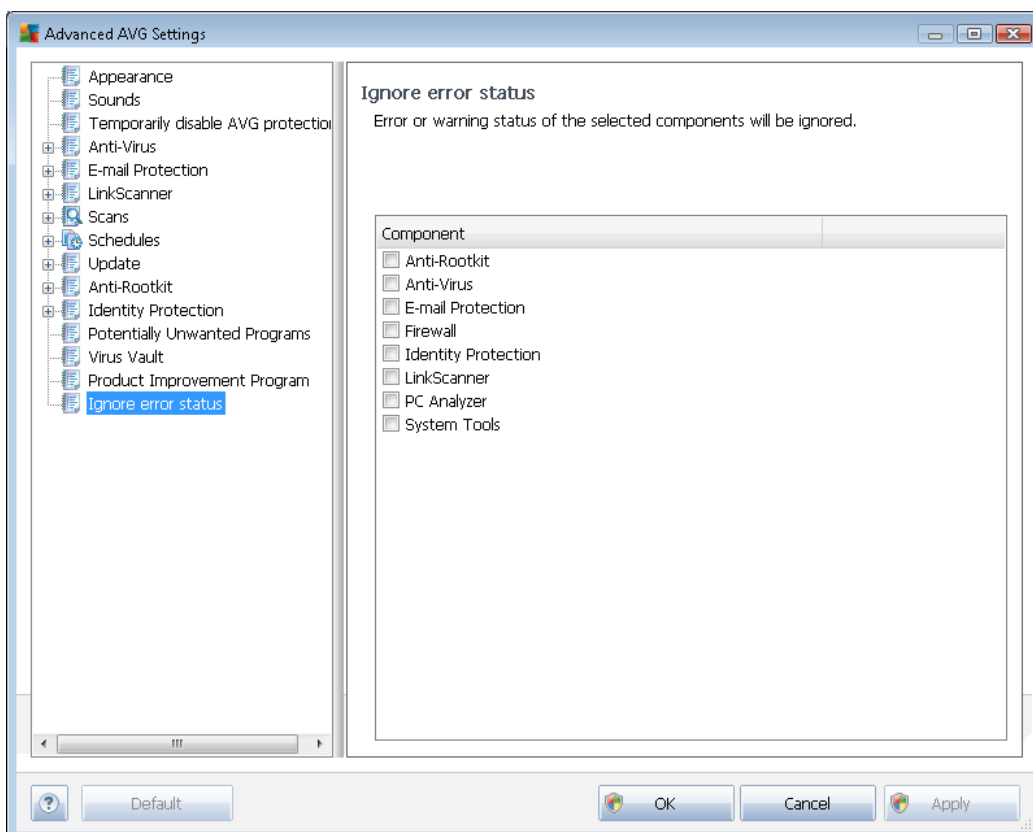 Advanced AVG Settings
Appearance
Sounds
Temporarily disable AVG protection
Anti-Virus
E-mail Protection
LinkScanner
Scans
Schedules
Update
Anti-Rootkit
Identity Protection
Potentially Unwanted Programs
Virus Vault
Product Improvement Program
Ignore error status
Ignore error status
Error or warning status of the selected components will be ignored.
Component
Anti-Rootkit
Anti-Virus
E-mail Protection
Firewall
Identity Protection
LinkScanner
PC Analyzer
System Tools
?
Default
OK
Cancel
Apply